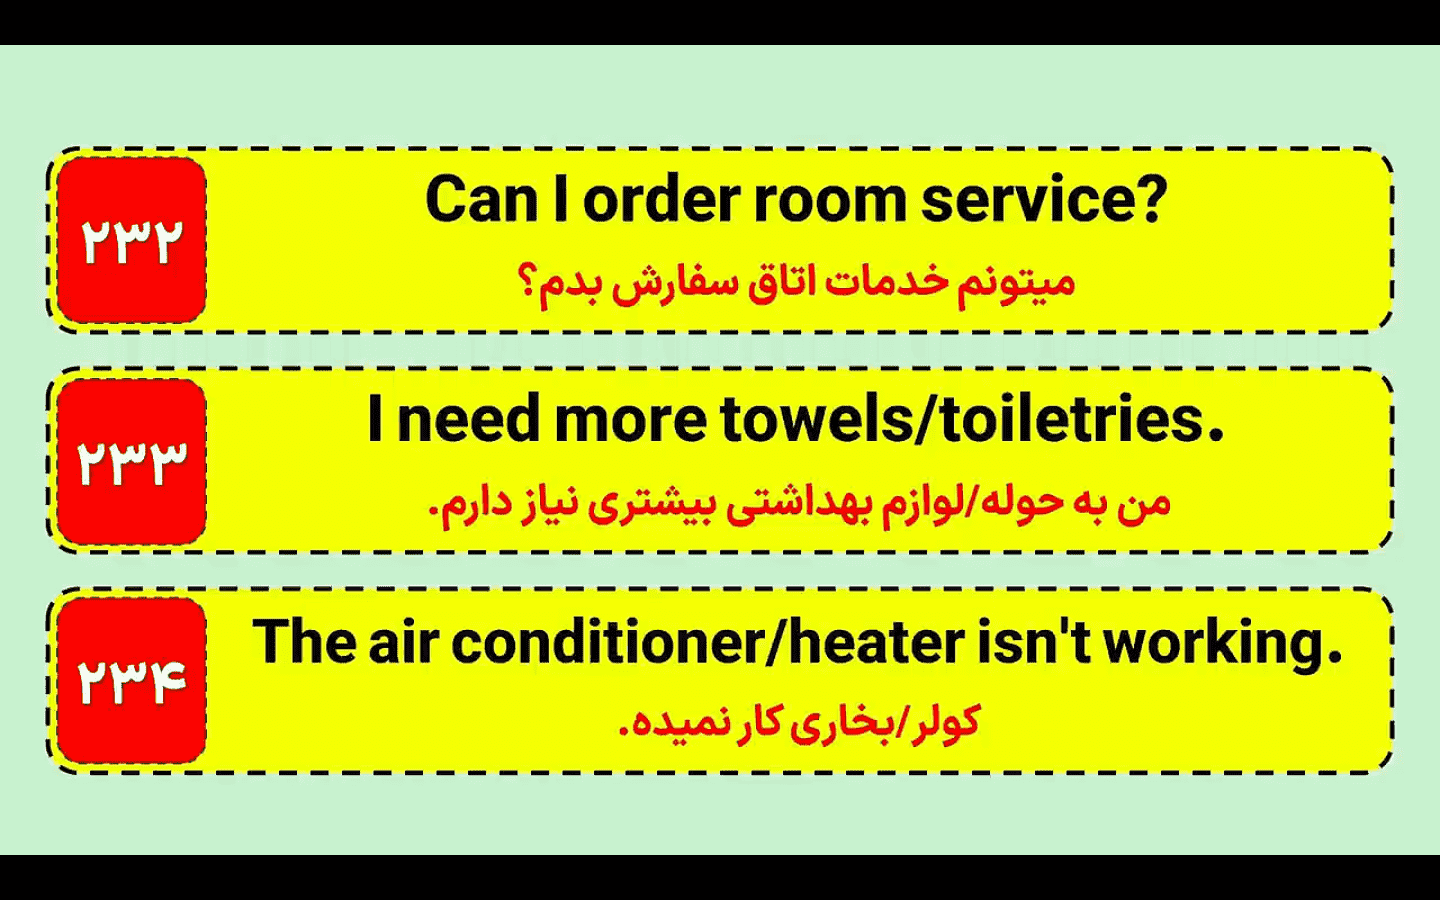 ۲۳۲
Can I order room service?
میتونم خدمات اتاق سفارش بدم؟
۲۳۳
I need more towels/toiletries.
من به حوله/لوازم بهداشتی بیشتری نیاز دارم.
۲۳۴
The air conditioner/heater isn't working.
کولر/بخاری کار نمیده.